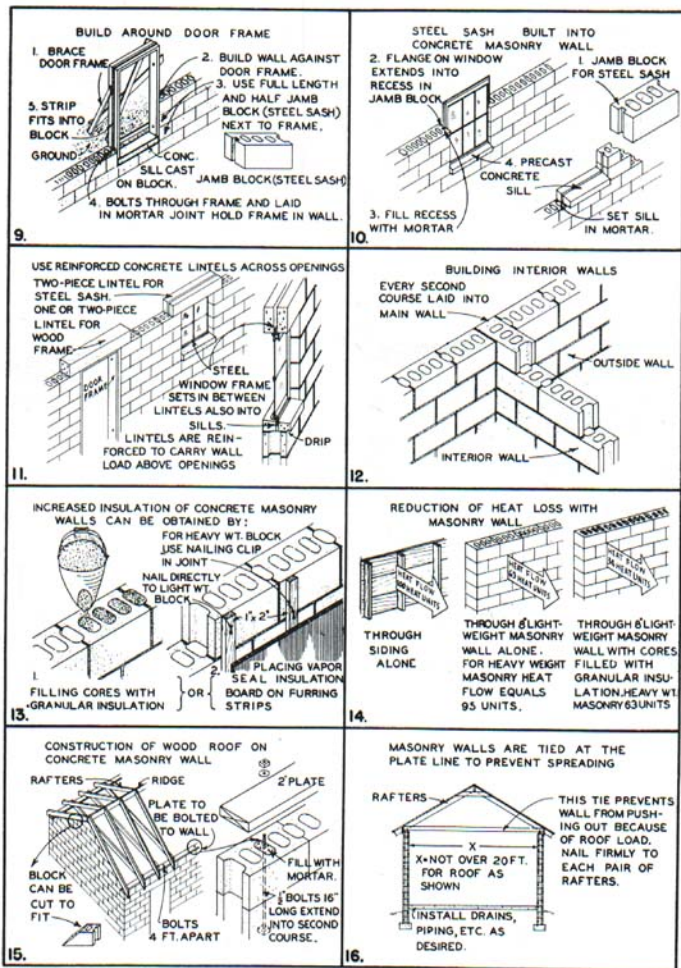 BUILD AROUND DOOR FRAME
1. BRACE
DOOR FRAME
2. BUILD WALL AGAINST
DOOR FRAME.
3. USE FULL LENGTH
AND HALF JAMB
BLOCK (STEEL SASH)
NEXT TO FRAME.
5. STRIP
FITS INTO
BLOCK
GROUND
CONC.
SILL CAST
ON BLOCK.
JAMB BLOCK (STEEL SASH)
4. BOLTS THROUGH FRAME AND LAID
IN MORTAR JOINT HOLD FRAME IN WALL.
9.
STEEL SASH BUILT INTO
CONCRETE MASONRY WALL
2. FLANGE ON WINDOW
EXTENDS INTO
RECESS IN
JAMB BLOCK
1. JAMB BLOCK
FOR STEEL SASH
4. PRECAST
CONCRETE
SILL
3. FILL RECESS
WITH MORTAR
SET SILL
IN MORTAR.
10.
USE REINFORCED CONCRETE LINTELS ACROSS OPENINGS
TWO-PIECE LINTEL FOR
STEEL SASH.
ONE OR TWO-PIECE
LINTEL FOR
WOOD
FRAME
DOOR
FRAME
STEEL
WINDOW FRAME
SETS IN BETWEEN
LINTELS ALSO INTO
SILLS.
DRIP
LINTELS ARE REIN-
FORCED TO CARRY WALL
LOAD ABOVE OPENINGS
11.
BUILDING INTERIOR WALLS
EVERY SECOND
COURSE LAID INTO
MAIN WALL
OUTSIDE WALL
INTERIOR WALL
12.
INCREASED INSULATION OF CONCRETE MASONRY
WALLS CAN BE OBTAINED BY:
FOR HEAVY WT. BLOCK
USE NAILING CLIP
IN JOINT
NAIL DIRECTLY
TO LIGHT WT.
BLOCK
1" x 2"
1.
FILLING CORES WITH
GRANULAR INSULATION
OR
2.
PLACING VAPOR
SEAL INSULATION
BOARD ON FURRING
STRIPS
13.
REDUCTION OF HEAT LOSS WITH
MASONRY WALL
HEAT FLOW
HEAT UNITS
HEAT FLOW
HEAT UNITS
HEAT FLOW
HEAT UNITS
THROUGH
SIDING
ALONE
THROUGH 8" LIGHT-
WEIGHT MASONRY
WALL ALONE.
FOR HEAVY WEIGHT
MASONRY HEAT
FLOW EQUALS
95 UNITS.
THROUGH 8" LIGHT-
WEIGHT MASONRY
WALL WITH CORES
FILLED WITH
GRANULAR INSU-
LATION. HEAVY WT.
MASONRY 63 UNITS
14.
CONSTRUCTION OF WOOD ROOF ON
CONCRETE MASONRY WALL
RAFTERS
RIDGE
2" PLATE
PLATE TO
BE BOLTED
TO WALL
BLOCK
CAN BE
CUT TO
FIT
FILL WITH
MORTAR.
BOLTS
4 FT. APART
BOLTS 16"
LONG EXTEND
INTO SECOND
COURSE.
15.
MASONRY WALLS ARE TIED AT THE
PLATE LINE TO PREVENT SPREADING
RAFTERS
X
X = NOT OVER 20 FT.
FOR ROOF AS
SHOWN
THIS TIE PREVENTS
WALL FROM PUSH-
ING OUT BECAUSE
OF ROOF LOAD.
NAIL FIRMLY TO
EACH PAIR OF
RAFTERS.
INSTALL DRAINS,
PIPING, ETC. AS
DESIRED.
16.